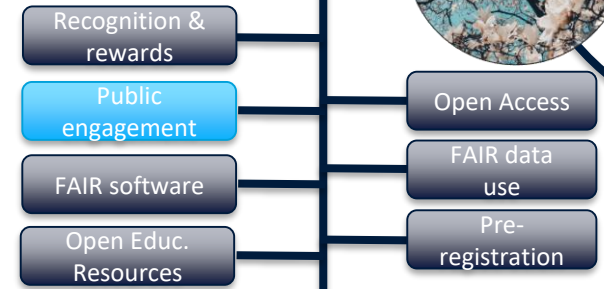 Recognition &
rewards
Public
engagement
FAIR software
Open Educ.
Resources
Open Access
FAIR data
use
Pre-
registration